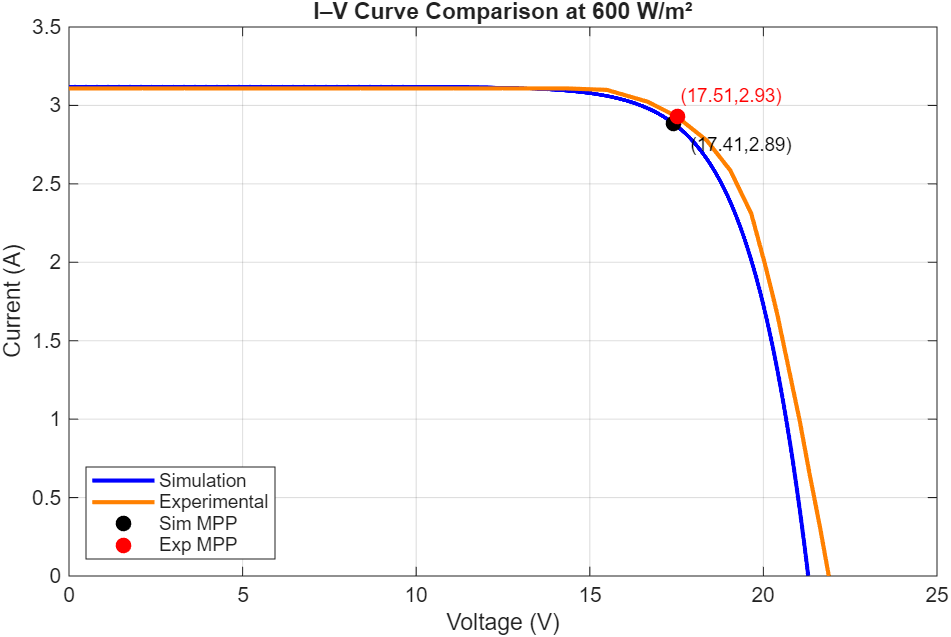 I–V Curve Comparison at 600 W/m²
3.5
3
2.5
2
1.5
1
0.5
0
Current (A)
(17.51,2.93)
(17.41,2.89)
Simulation
Experimental
Sim MPP
Exp MPP
0 5 10 15 20 25
Voltage (V)